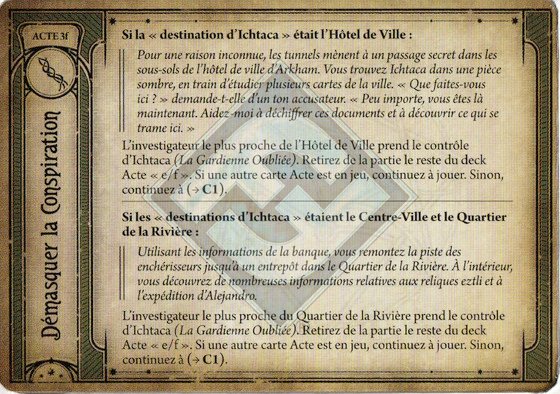 ACTE 3f
Démasquer la Conspiration
Si la « destination d'Ichtaca » était l'Hôtel de Ville :
Pour une raison inconnue, les tunnels mènent à un passage secret dans les
sous-sols de l'hôtel de ville d'Arkham. Vous trouvez Ichtaca dans une pièce
sombre, en train d'étudier plusieurs cartes de la ville. « Que faites-vous
ici ? » demande-t-elle d'un ton accusateur. « Peu importe, vous êtes là
maintenant. Aidez-moi à déchiffrer ces documents et à découvrir ce qui se
trame ici. »
L'investigateur le plus proche de l'Hôtel de Ville prend le contrôle
d'Ichtaca (La Gardienne Oubliée). Retirez de la partie le reste du deck
Acte « e/f ». Si une autre carte Acte est en jeu, continuez à jouer. Sinon,
continuez à (→ C1).
Si les « destinations d'Ichtaca » étaient le Centre-Ville et le Quartier
de la Rivière :
Utilisant les informations de la banque, vous remontez la piste des
enchérisseurs jusqu'à un entrepôt dans le Quartier de la Rivière. À l'intérieur,
vous découvrez de nombreuses informations relatives aux reliques eztli et à
l'expédition d'Alejandro.
L'investigateur le plus proche du Quartier de la Rivière prend le contrôle
d'Ichtaca (La Gardienne Oubliée). Retirez de la partie le reste du deck
Acte « e/f ». Si une autre carte Acte est en jeu, continuez à jouer. Sinon,
continuez à (→ C1).